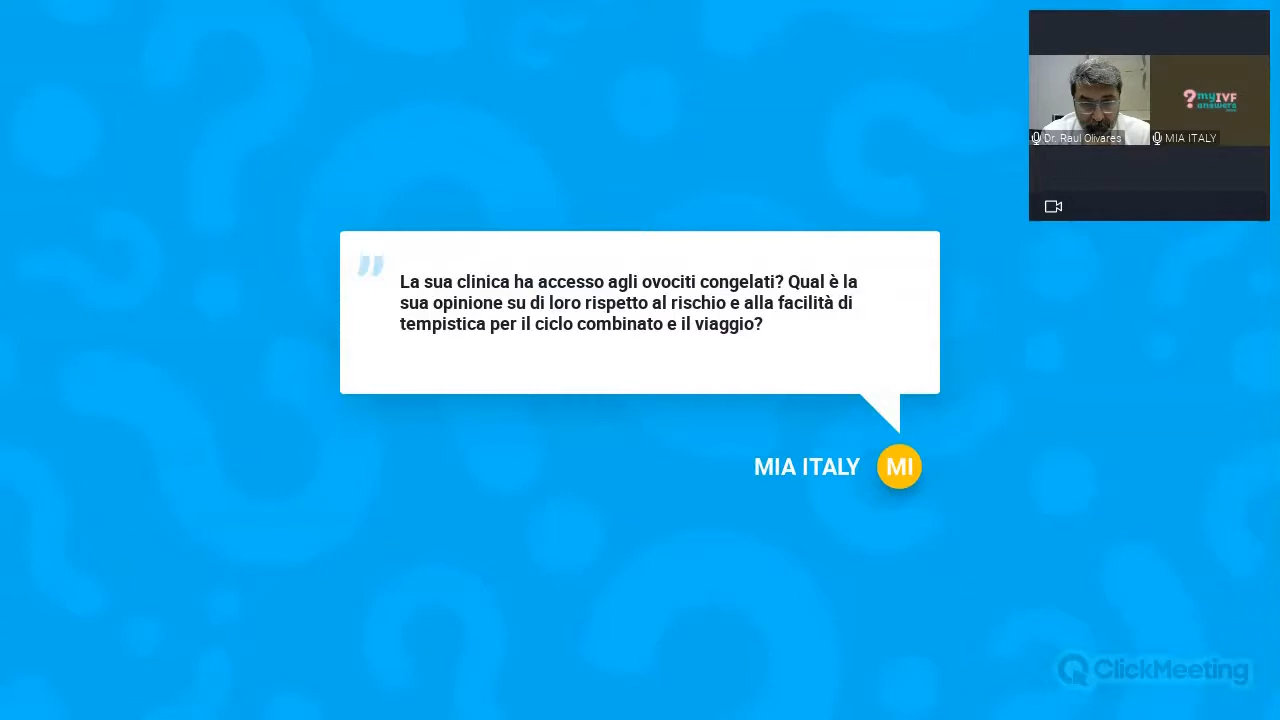 ?
my IVF
answers
Dr. Raul Olivares
MIA ITALY
”
La sua clinica ha accesso agli ovociti congelati? Qual è la
sua opinione su di loro rispetto al rischio e alla facilità di
tempistica per il ciclo combinato e il viaggio?
MIA ITALY
MI
ClickMeeting